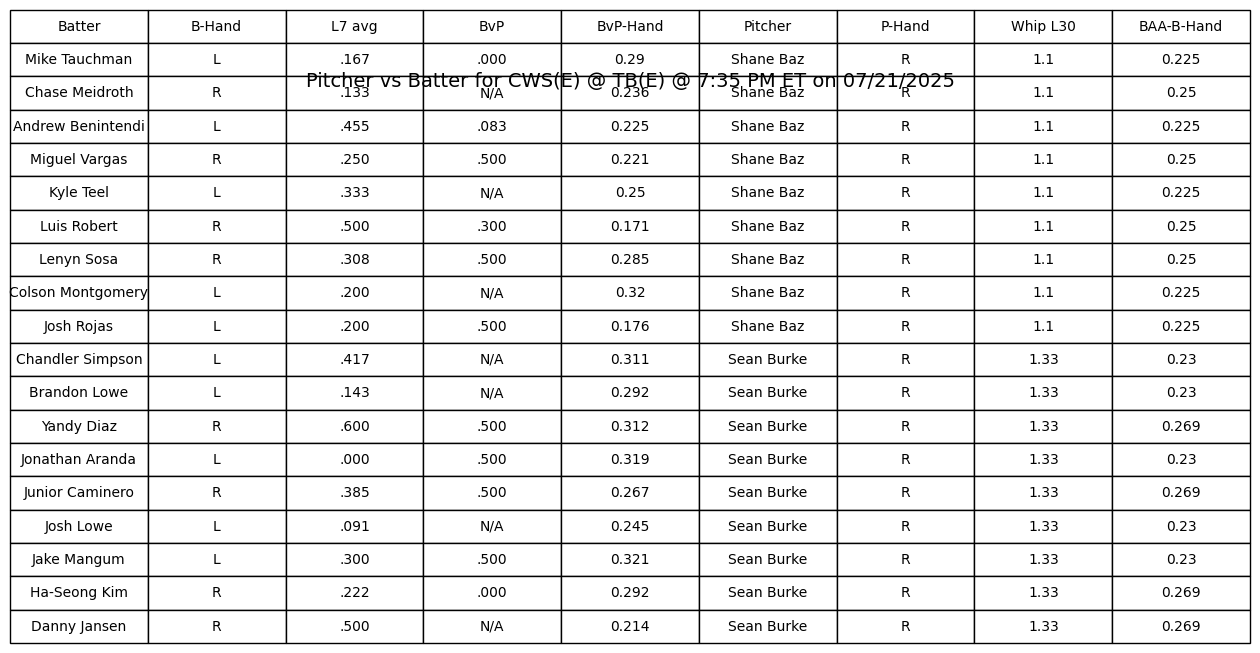 Batter B-Hand L7 avg BvP BvP-Hand Pitcher P-Hand Whip L30 BAA-B-Hand
Mike Tauchman L .167 .000 0.29 Shane Baz R 1.1 0.225
Pitcher vs Batter for CWS(E) @ TB(E) @ 7:35 PM ET on 07/21/2025
Chase Meidroth R .133 N/A 0.236 Shane Baz R 1.1 0.25
Andrew Benintendi L .455 .083 0.225 Shane Baz R 1.1 0.225
Miguel Vargas R .250 .500 0.221 Shane Baz R 1.1 0.25
Kyle Teel L .333 N/A 0.25 Shane Baz R 1.1 0.225
Luis Robert R .500 .300 0.171 Shane Baz R 1.1 0.25
Lenyn Sosa R .308 .500 0.285 Shane Baz R 1.1 0.25
Colson Montgomery L .200 N/A 0.32 Shane Baz R 1.1 0.225
Josh Rojas L .200 .500 0.176 Shane Baz R 1.1 0.225
Chandler Simpson L .417 N/A 0.311 Sean Burke R 1.33 0.23
Brandon Lowe L .143 N/A 0.292 Sean Burke R 1.33 0.23
Yandy Diaz R .600 .500 0.312 Sean Burke R 1.33 0.269
Jonathan Aranda L .000 .500 0.319 Sean Burke R 1.33 0.23
Junior Caminero R .385 .500 0.267 Sean Burke R 1.33 0.269
Josh Lowe L .091 N/A 0.245 Sean Burke R 1.33 0.23
Jake Mangum L .300 .500 0.321 Sean Burke R 1.33 0.23
Ha-Seong Kim R .222 .000 0.292 Sean Burke R 1.33 0.269
Danny Jansen R .500 N/A 0.214 Sean Burke R 1.33 0.269